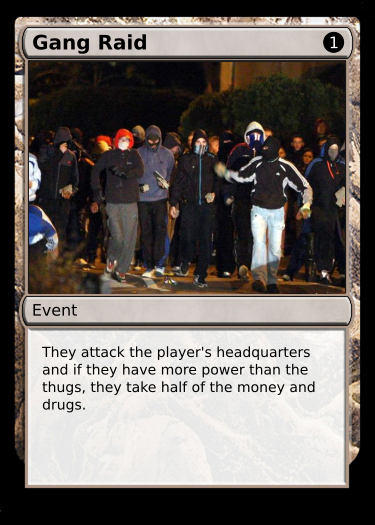 Gang Raid
1
Event
They attack the player's headquarters
and if they have more power than the
thugs, they take half of the money and
drugs.